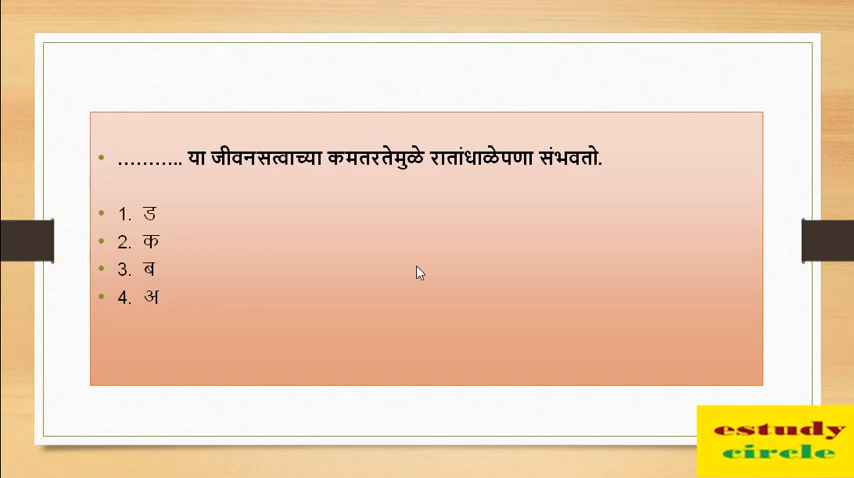 • ……….. या जीवनसत्वाच्या कमतरतेमुळे रातांधाळेपणा संभवतो.
• 1. ड
• 2. क
• 3. ब
• 4. अ
estudy
circle